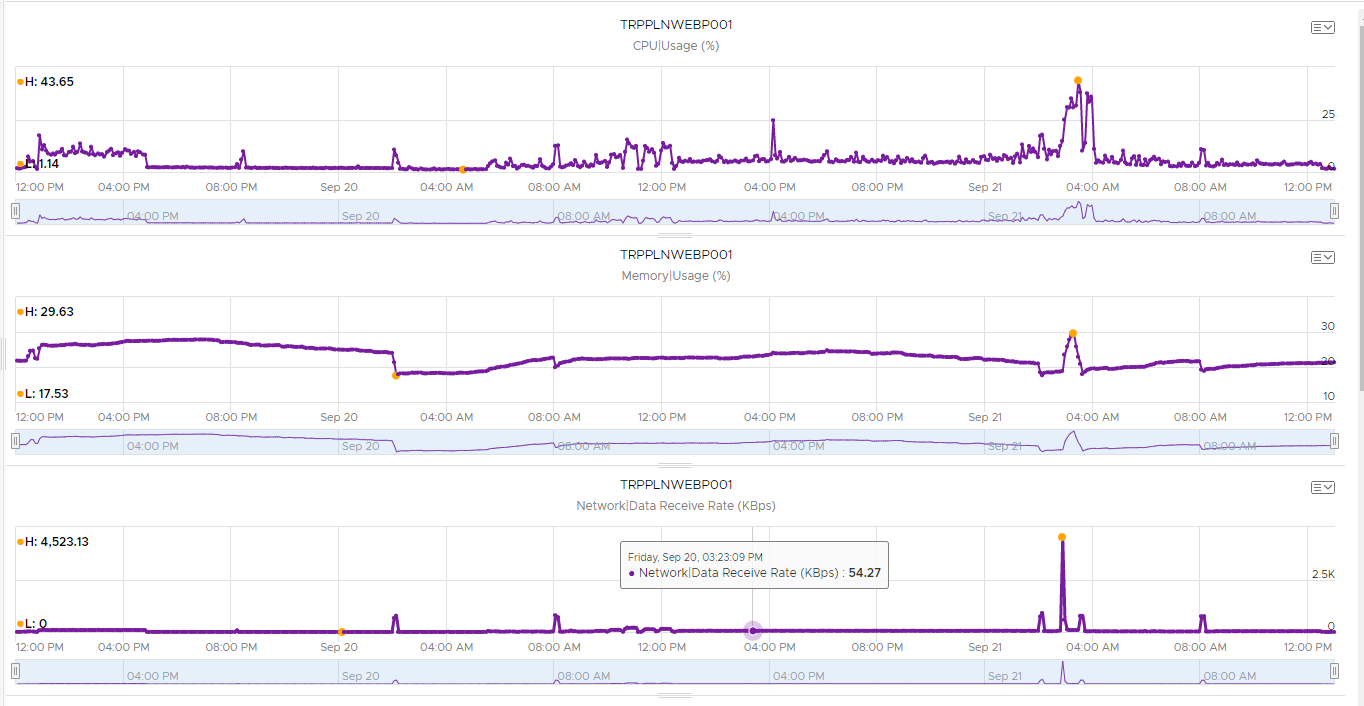 TRPPLNWEBP001
CPU|Usage (%)
H: 43.65
25
L: 1.14
0
12:00 PM 04:00 PM 08:00 PM Sep 20 04:00 AM 08:00 AM 12:00 PM 04:00 PM 08:00 PM Sep 21 04:00 AM 08:00 AM 12:00 PM
04:00 PM Sep 20 08:00 AM 04:00 PM Sep 21 08:00 AM
TRPPLNWEBP001
Memory|Usage (%)
H: 29.63
30
20
L: 17.53
10
12:00 PM 04:00 PM 08:00 PM Sep 20 04:00 AM 08:00 AM 12:00 PM 04:00 PM 08:00 PM Sep 21 04:00 AM 08:00 AM 12:00 PM
04:00 PM Sep 20 08:00 AM 04:00 PM Sep 21 08:00 AM
TRPPLNWEBP001
Network|Data Receive Rate (KBps)
H: 4,523.13
Friday, Sep 20, 03:23:09 PM
Network|Data Receive Rate (KBps) : 54.27
2.5K
L: 0
0
12:00 PM 04:00 PM 08:00 PM Sep 20 04:00 AM 08:00 AM 12:00 PM 04:00 PM 08:00 PM Sep 21 04:00 AM 08:00 AM 12:00 PM
04:00 PM Sep 20 08:00 AM 04:00 PM Sep 21 08:00 AM